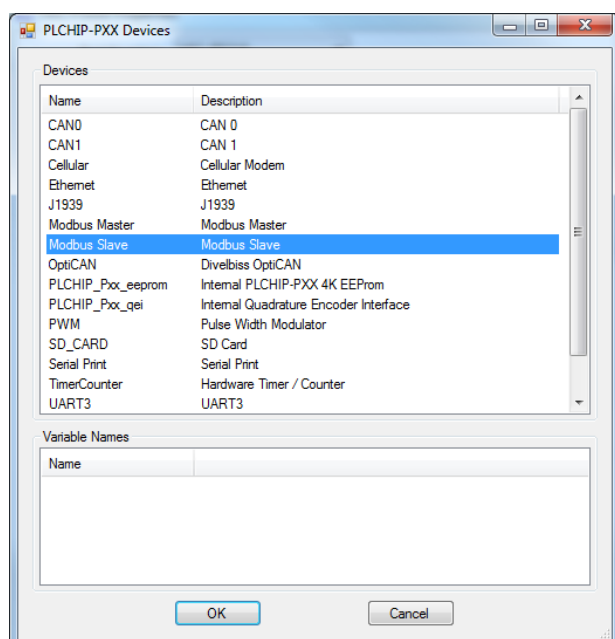 PLCHIP-PXX Devices
Devices
Name Description
CAN0 CAN 0
CAN1 CAN 1
Cellular Cellular Modem
Ethernet Ethernet
J1939 J1939
Modbus Master Modbus Master
Modbus Slave Modbus Slave
OptiCAN Divelbiss OptiCAN
PLCHIP_Pxx_eeprom Internal PLCHIP-PXX 4K EEProm
PLCHIP_Pxx_qei Internal Quadrature Encoder Interface
PWM Pulse Width Modulator
SD_CARD SD Card
Serial Print Serial Print
TimerCounter Hardware Timer / Counter
UART3 UART3
Variable Names
Name
OK Cancel